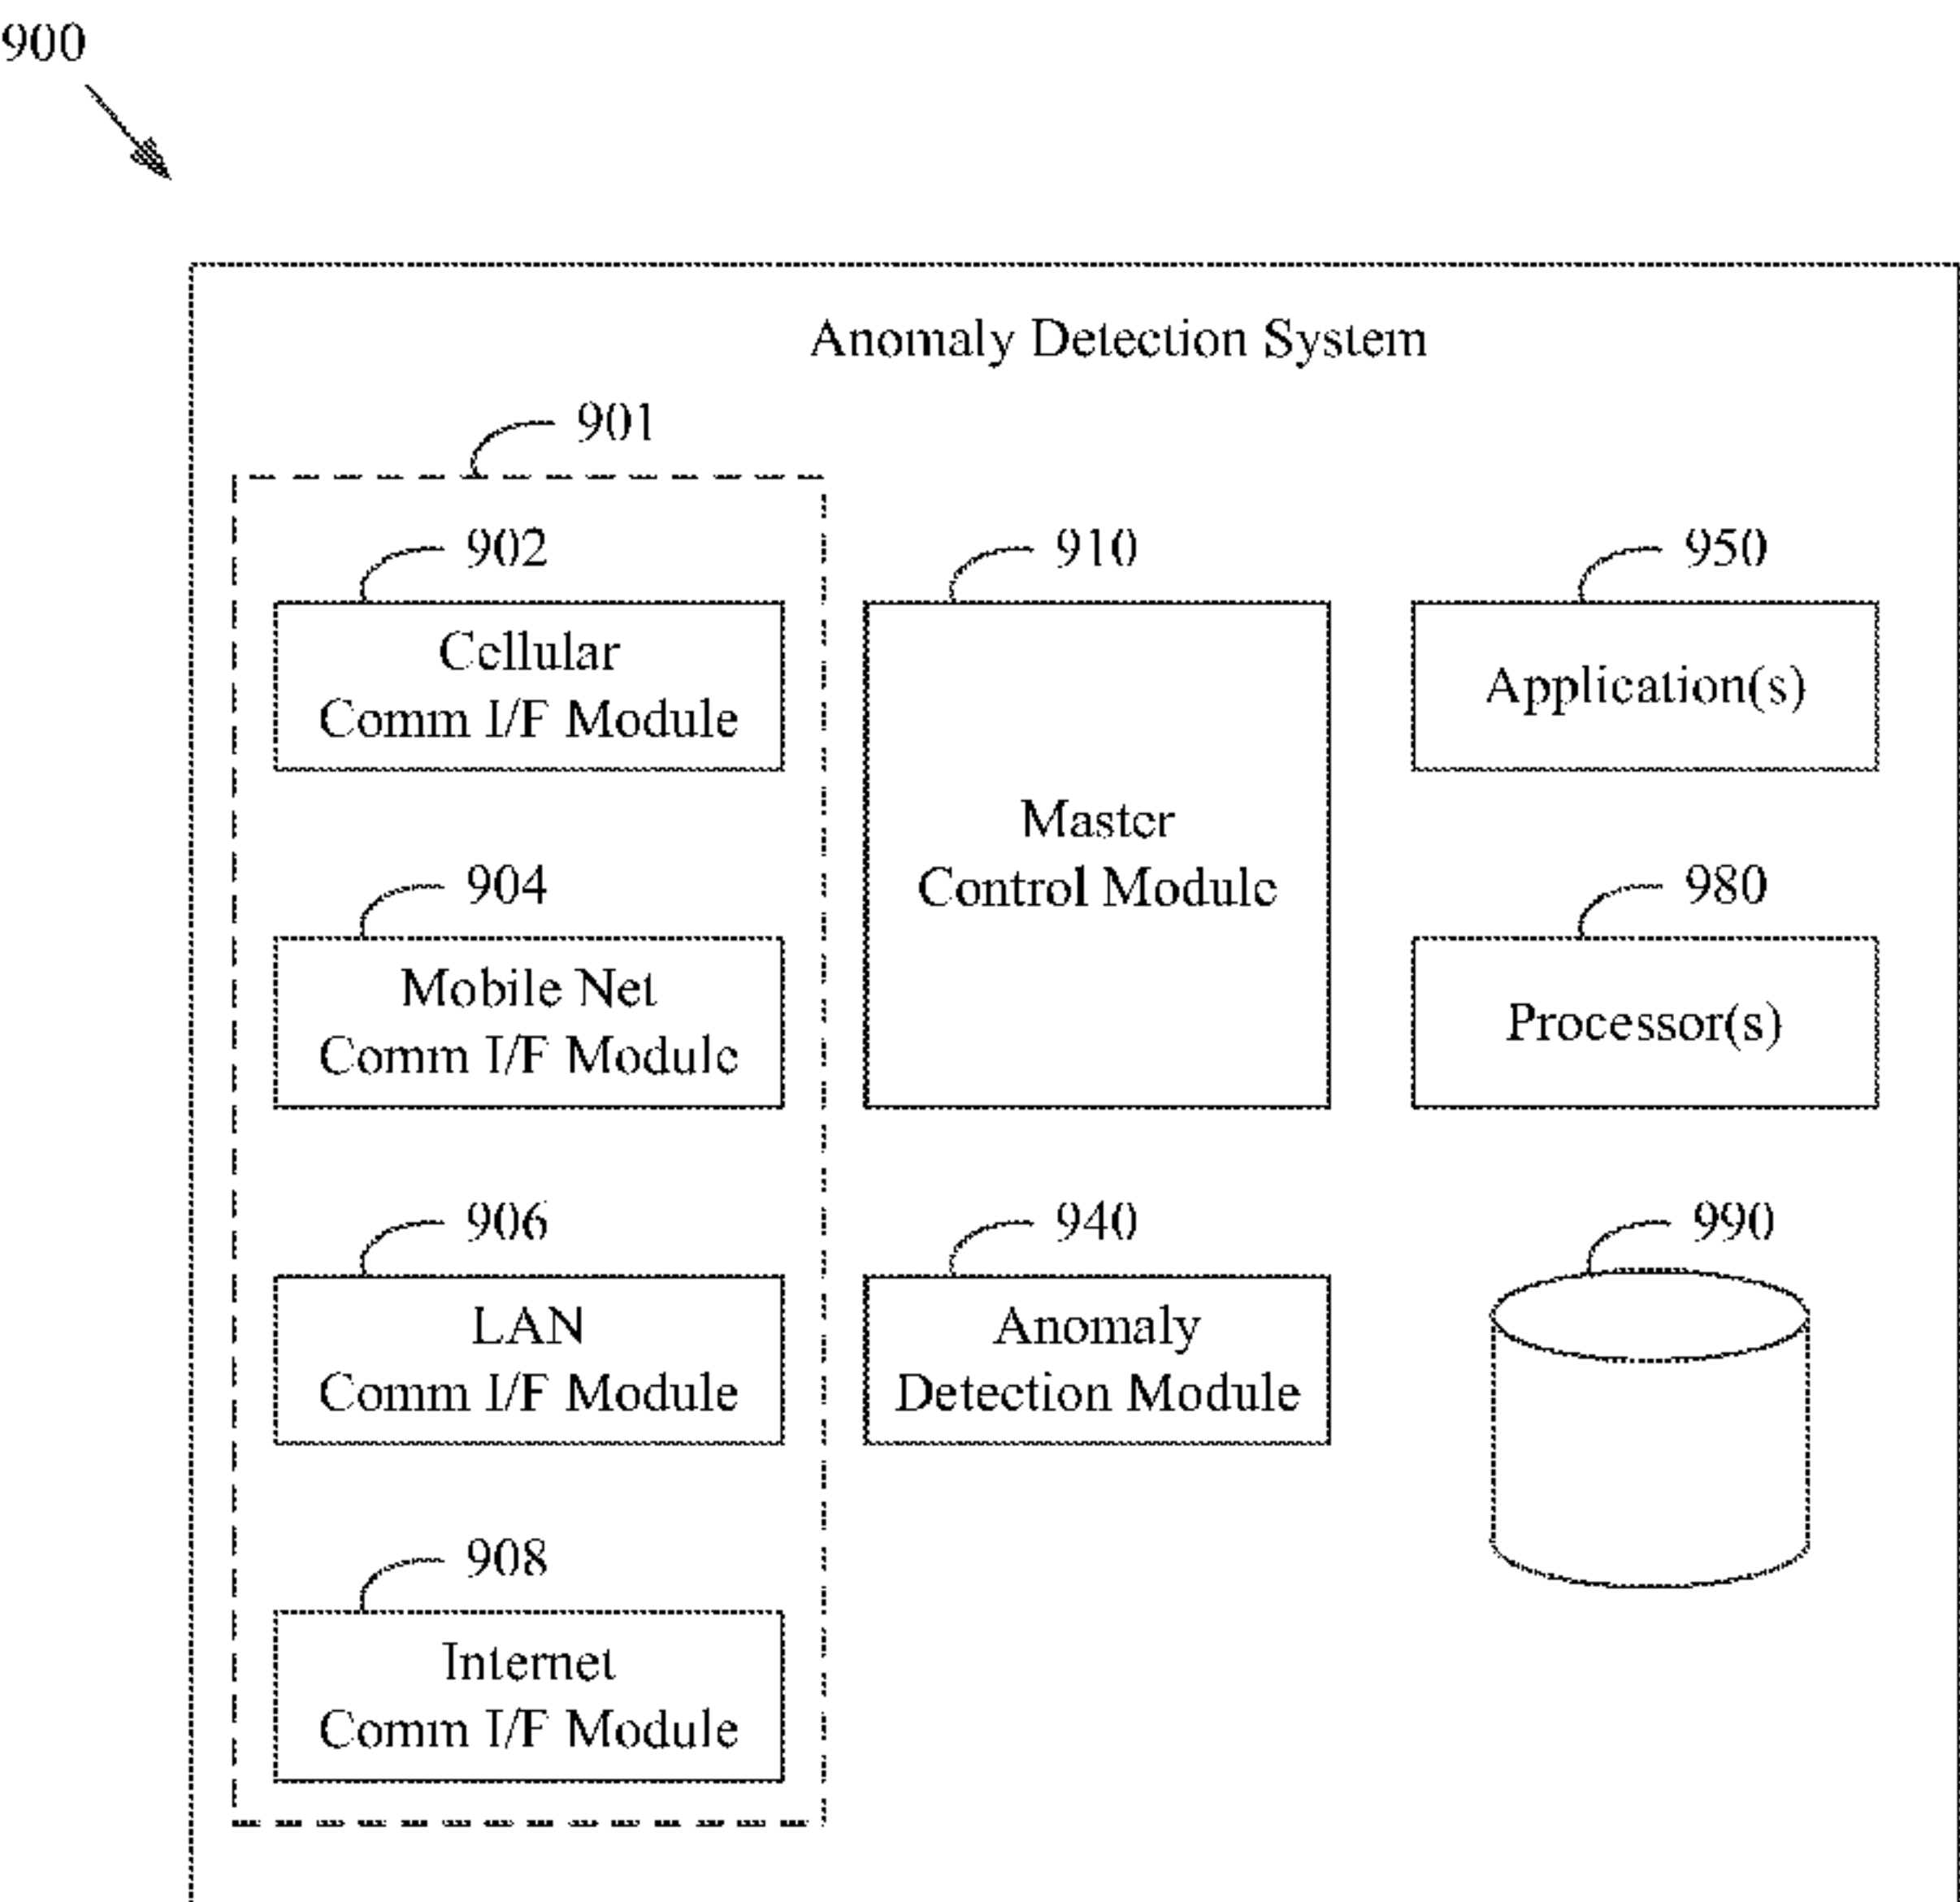 900
Anomaly Detection System
901
902
Cellular
Comm I/F Module
904
Mobile Net
Comm I/F Module
906
LAN
Comm I/F Module
908
Internet
Comm I/F Module
910
Master
Control Module
940
Anomaly
Detection Module
950
Application(s)
980
Processor(s)
990